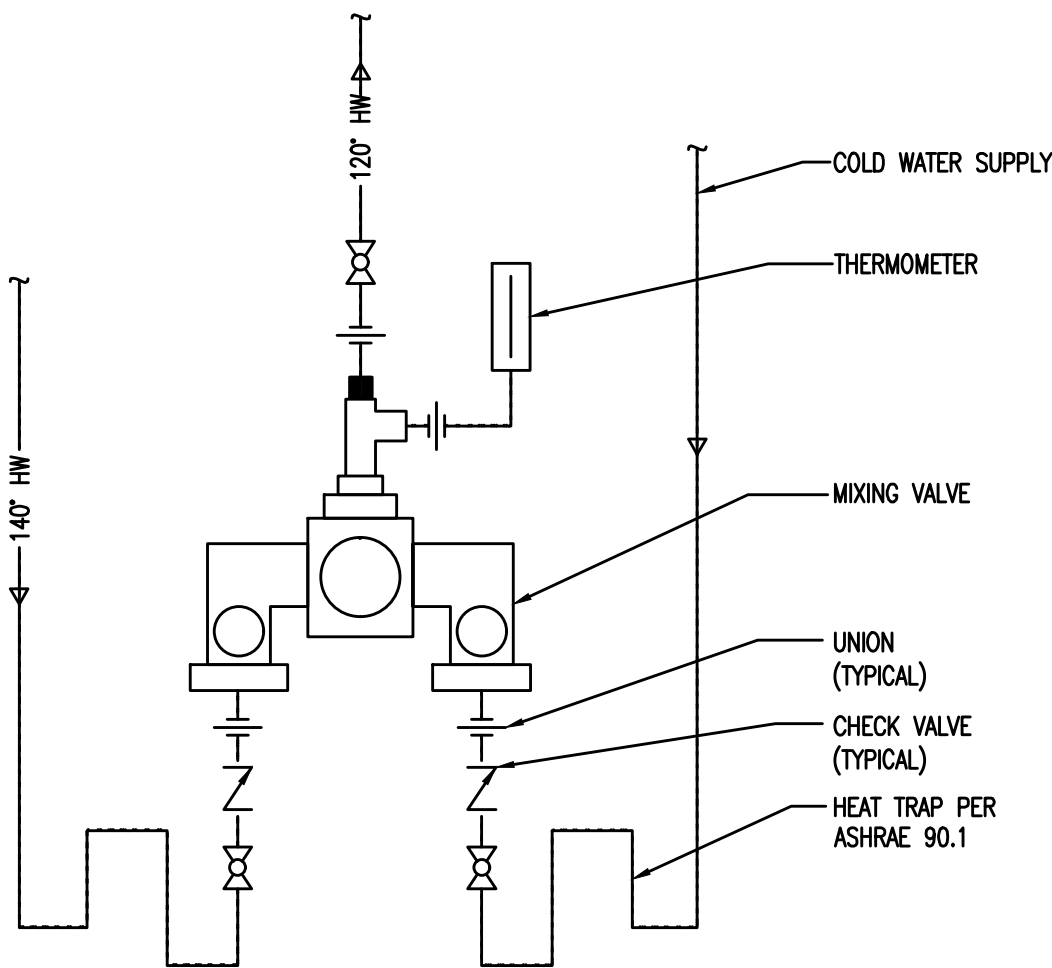 120° HW
COLD WATER SUPPLY
THERMOMETER
140° HW
MIXING VALVE
UNION
(TYPICAL)
CHECK VALVE
(TYPICAL)
HEAT TRAP PER
ASHRAE 90.1